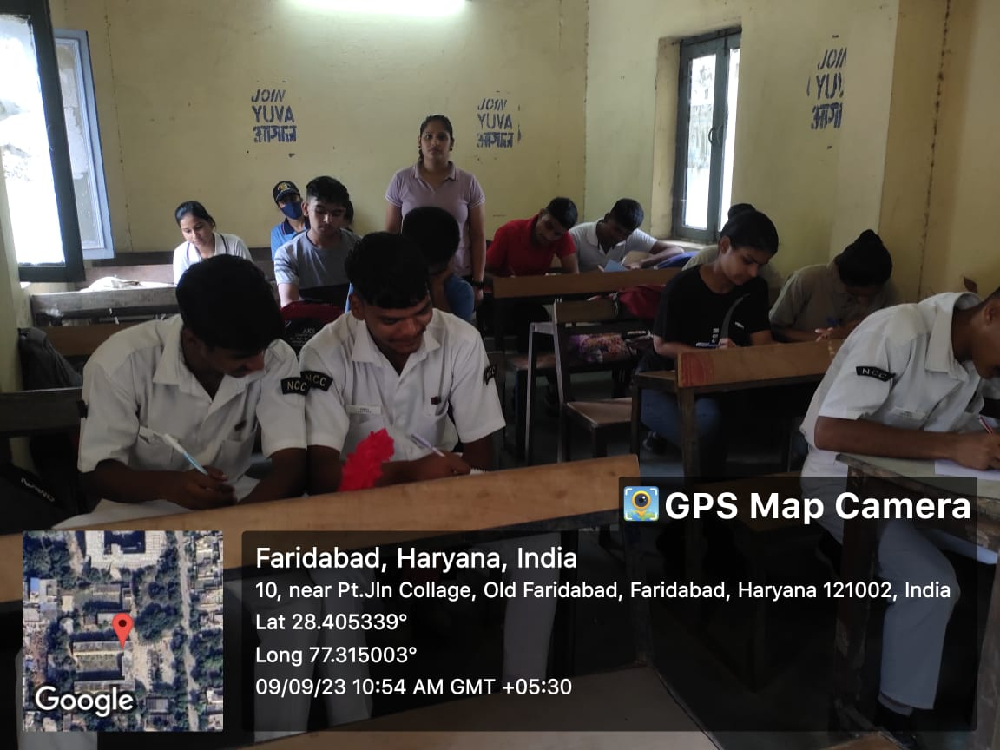 JOIN
YUVA
आगाज़
JOIN
YUVA
आगाज़
JOIN
YUVA
NCC
NCC
NCC
GPS Map Camera
Faridabad, Haryana, India
10, near Pt.Jln Collage, Old Faridabad, Faridabad, Haryana 121002, India
Lat 28.405339°
Long 77.315003°
09/09/23 10:54 AM GMT +05:30
Google